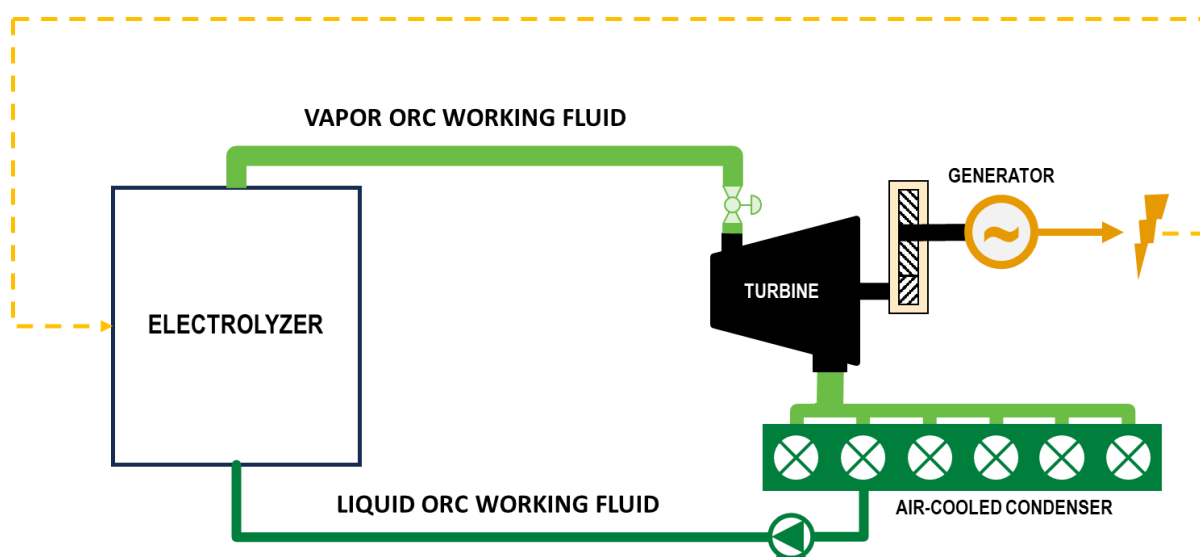 VAPOR ORC WORKING FLUID
GENERATOR
TURBINE
ELECTROLYZER
LIQUID ORC WORKING FLUID
AIR-COOLED CONDENSER